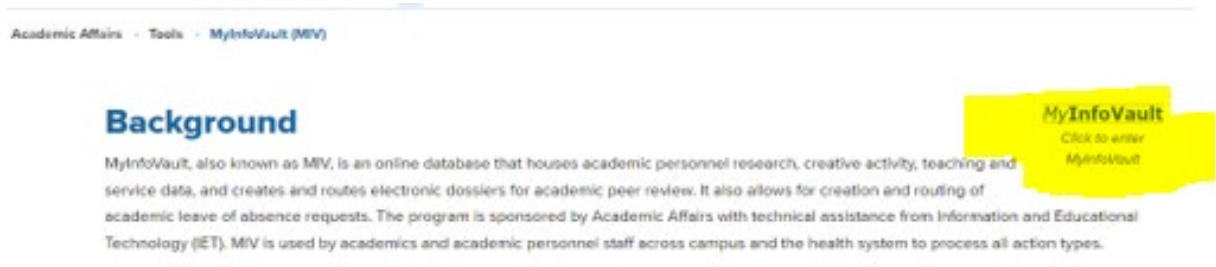 Academic Affairs · Tools · MyInfoVault (MIV)
Background
MyInfoVault
Click to enter
MyInfoVault
MyInfoVault, also known as MIV, is an online database that houses academic personnel research, creative activity, teaching and
service data, and creates and routes electronic dossiers for academic peer review. It also allows for creation and routing of
academic leave of absence requests. The program is sponsored by Academic Affairs with technical assistance from Information and Educational
Technology (IET). MIV is used by academics and academic personnel staff across campus and the health system to process all action types.